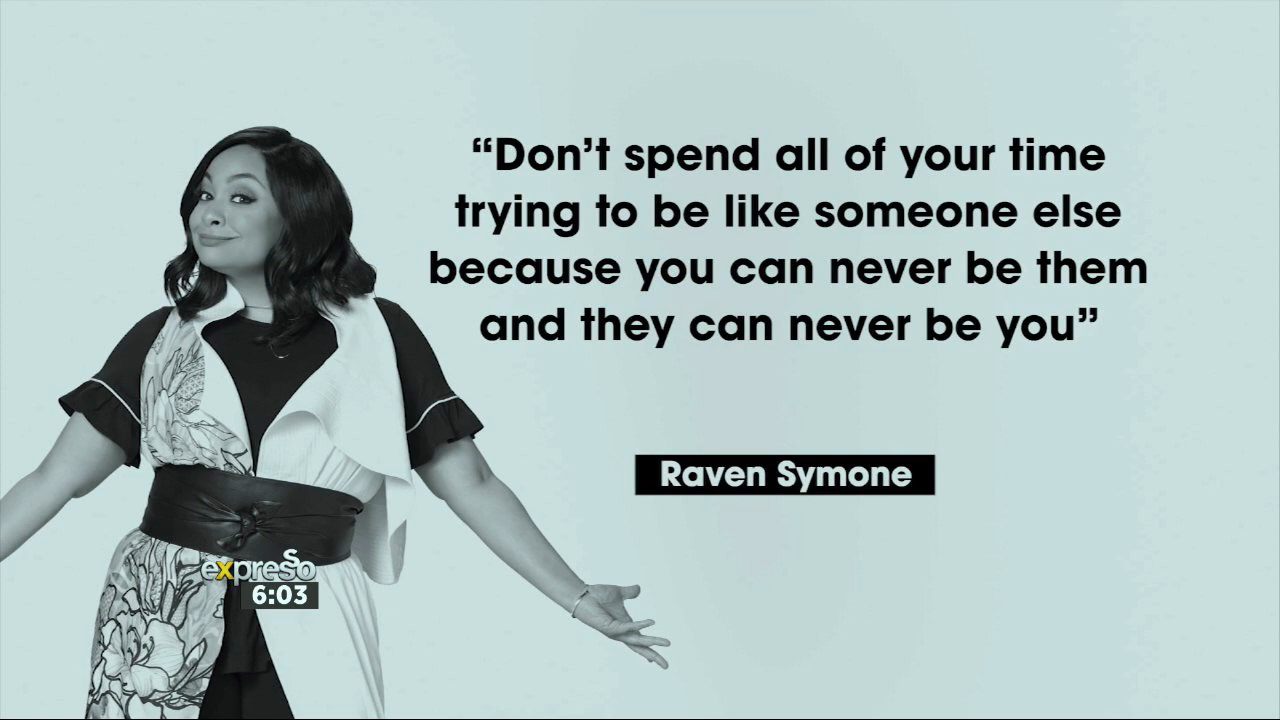 “Don’t spend all of your time
trying to be like someone else
because you can never be them
and they can never be you”
Raven Symone
expresso
6:03